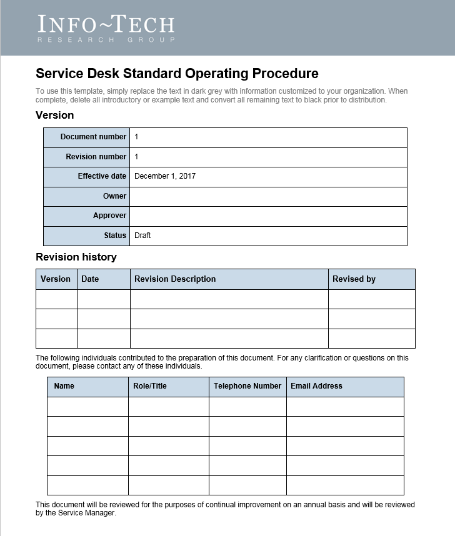 INFO~TECH
RESEARCH GROUP
Service Desk Standard Operating Procedure
To use this template, simply replace the text in dark grey with information customized to your organization. When
complete, delete all introductory or example text and convert all remaining text to black prior to distribution.
Version
Document number 1
Revision number 1
Effective date December 1, 2017
Owner
Approver
Status Draft
Revision history
Version Date Revision Description Revised by
The following individuals contributed to the preparation of this document. For any clarification or questions on this
document, please contact any of these individuals.
Name Role/Title Telephone Number Email Address
This document will be reviewed for the purposes of continual improvement on an annual basis and will be reviewed
by the Service Manager.